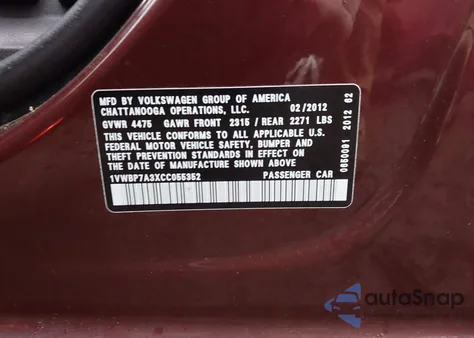 MFD BY VOLKSWAGEN GROUP OF AMERICA
CHATTANOOGA OPERATIONS, LLC. 02/2012
GVWR 4475 GAWR FRONT 2315 / REAR 2271 LBS
THIS VEHICLE CONFORMS TO ALL APPLICABLE U.S.
FEDERAL MOTOR VEHICLE SAFETY, BUMPER AND
THEFT PREVENTION STANDARDS IN EFFECT ON
THE DATE OF MANUFACTURE SHOWN ABOVE
1VWBP7A3XCC055352 PASSENGER CAR
0650001 2012 62
autoSnap